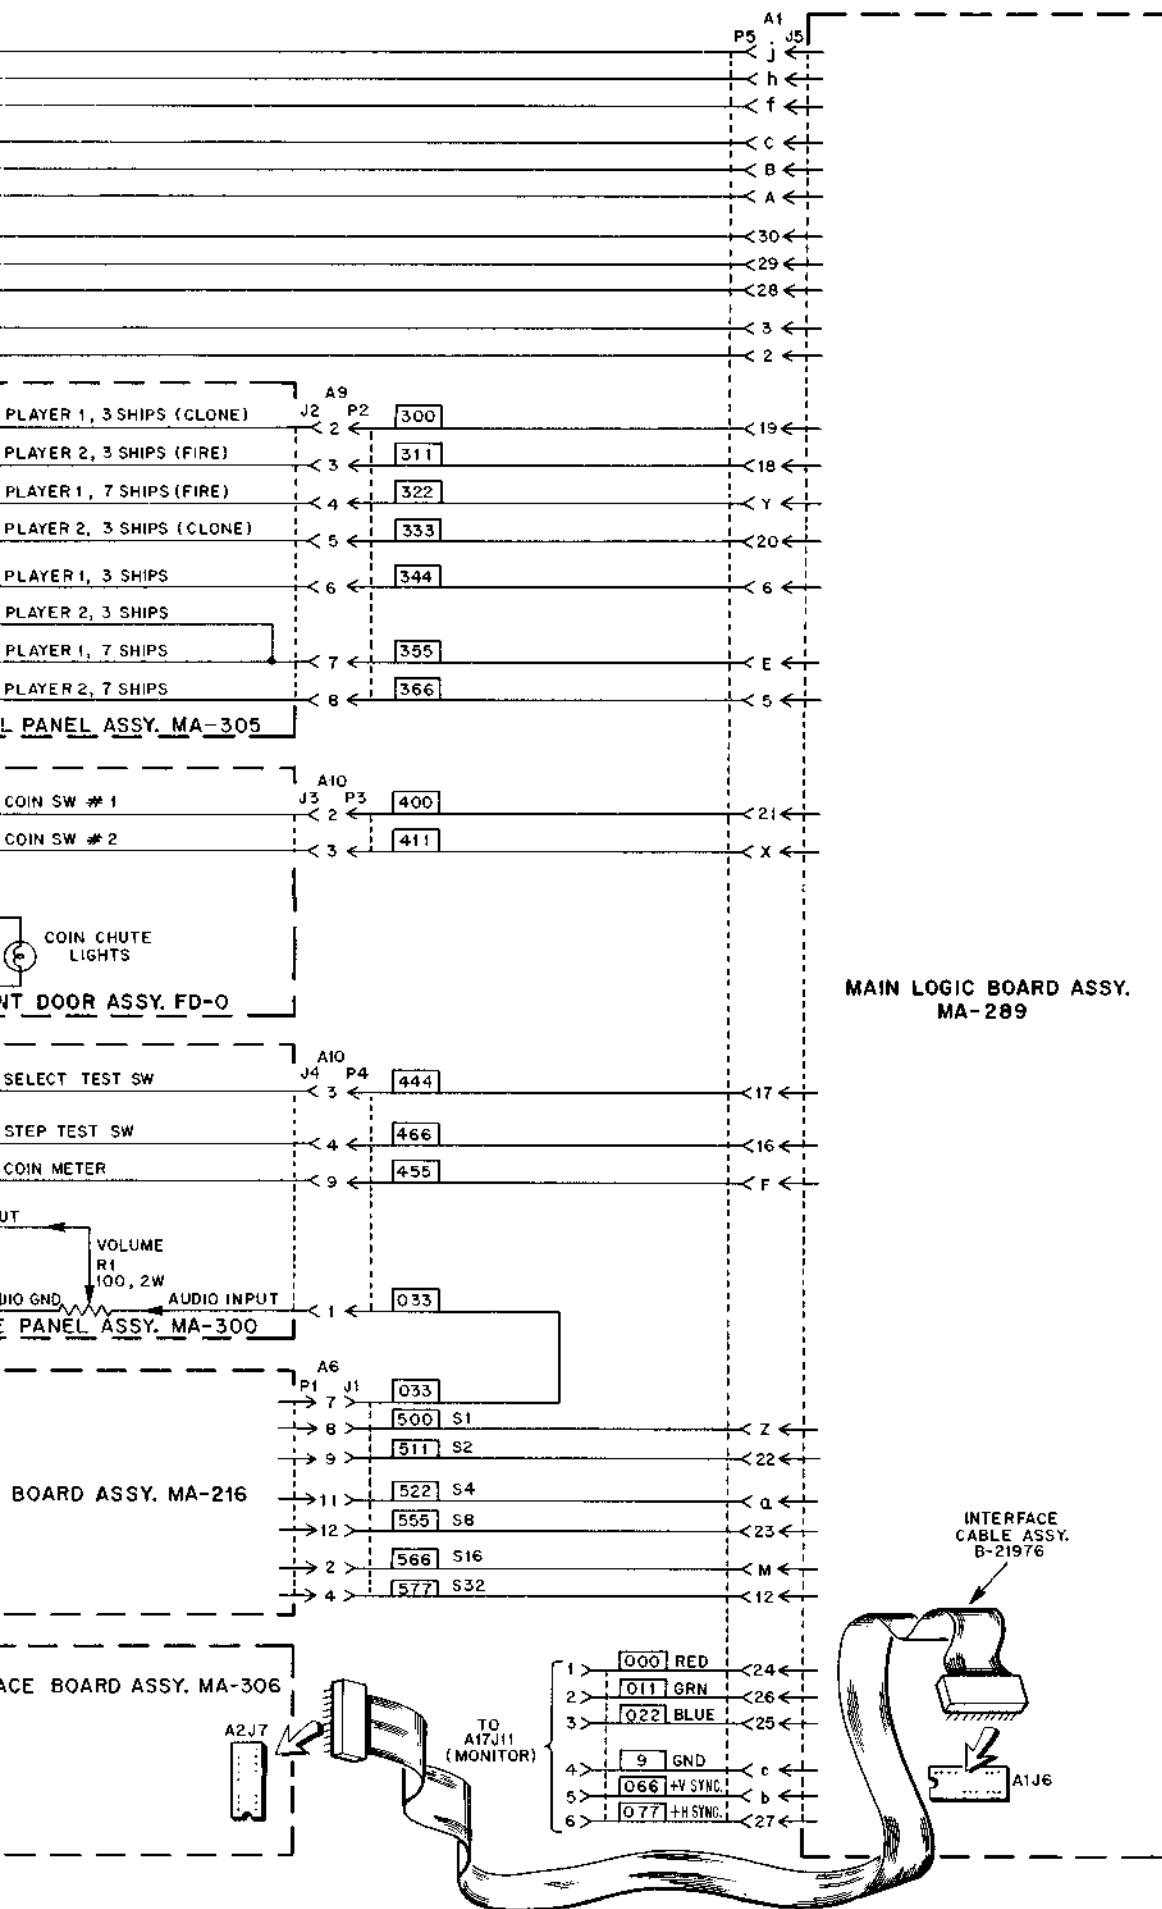 A1
P5 J5
j
h
f
C
B
A
30
29
28
3
2
A9
J2 P2
PLAYER 1, 3 SHIPS (CLONE) 2 300 19
PLAYER 2, 3 SHIPS (FIRE) 3 311 18
PLAYER 1, 7 SHIPS (FIRE) 4 322 Y
PLAYER 2, 3 SHIPS (CLONE) 5 333 20
PLAYER 1, 3 SHIPS 6 344 6
PLAYER 2, 3 SHIPS
PLAYER 1, 7 SHIPS 7 355 E
PLAYER 2, 7 SHIPS 8 366 5
L PANEL ASSY. MA-305
A10
J3 P3
COIN SW # 1 2 400 21
COIN SW # 2 3 411 X
COIN CHUTE
LIGHTS
NT DOOR ASSY. FD-0
MAIN LOGIC BOARD ASSY.
MA-289
A10
J4 P4
SELECT TEST SW 3 444 17
STEP TEST SW 4 466 16
COIN METER 9 455 F
UT
VOLUME
R1
100, 2W
DIO GND AUDIO INPUT 1 033
E PANEL ASSY. MA-300
A6
P1 J1
7 033
8 500 S1 Z
9 511 S2 22
BOARD ASSY. MA-216 11 522 S4 a
12 555 S8 23
2 566 S16 M
4 577 S32 12
INTERFACE
CABLE ASSY.
B-21976
ACE BOARD ASSY. MA-306
A2J7
TO
A17J11
(MONITOR)
1 000 RED 24
2 011 GRN 26
3 022 BLUE 25
4 9 GND c
5 066 +V SYNC. b
6 077 +H SYNC. 27
A1J6